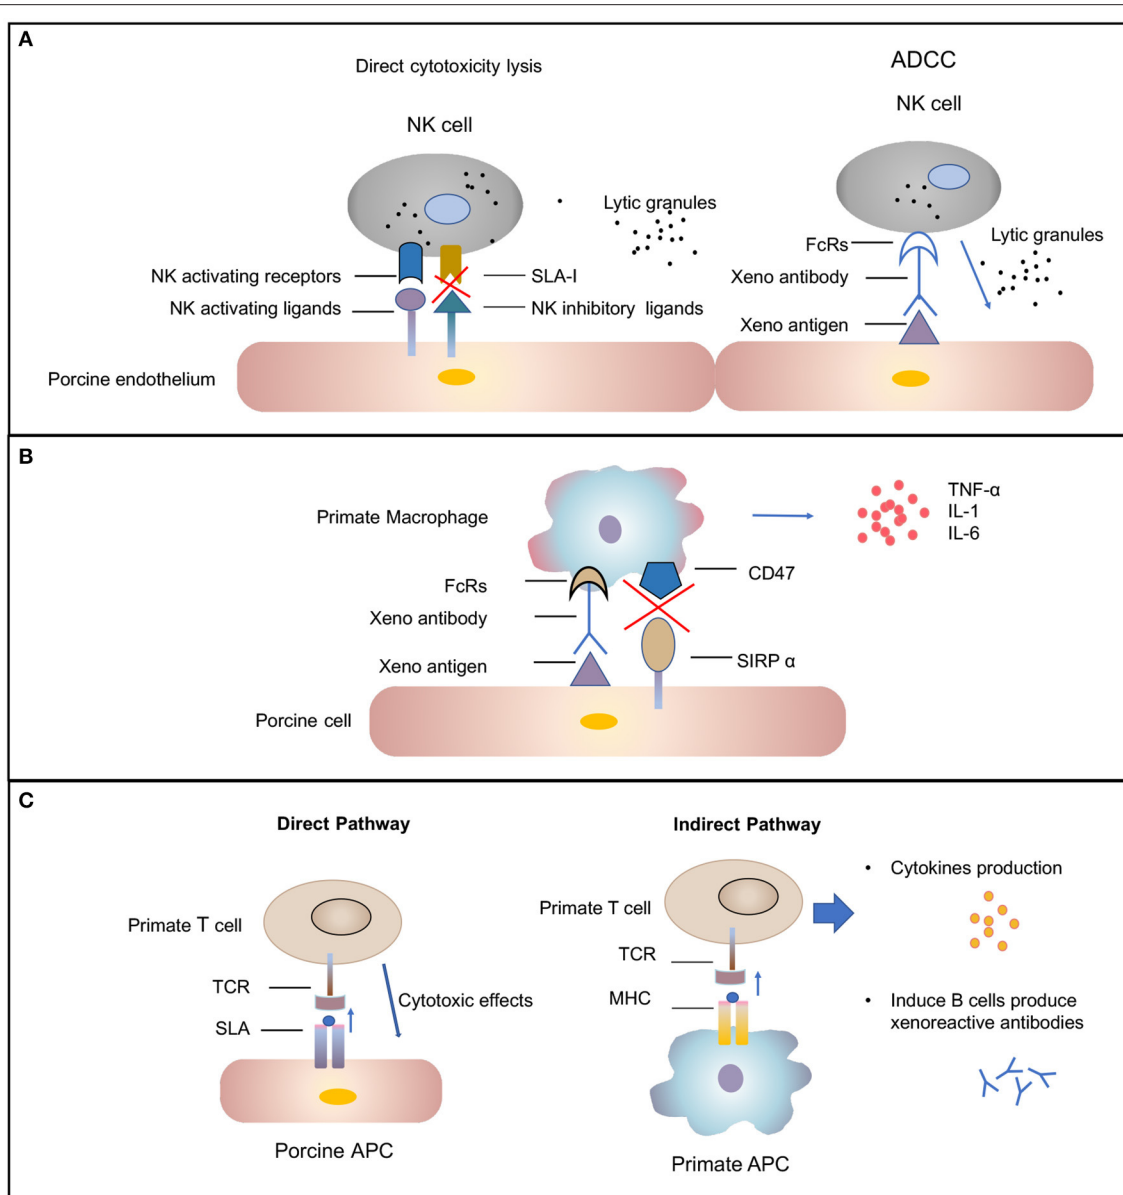 A
Direct cytotoxicity lysis
NK cell
Lytic granules
NK activating receptors
SLA-I
NK activating ligands
NK inhibitory ligands
Porcine endothelium
ADCC
NK cell
FcRs
Lytic granules
Xeno antibody
Xeno antigen
B
Primate Macrophage
TNF-α
IL-1
IL-6
CD47
FcRs
Xeno antibody
Xeno antigen
SIRP α
Porcine cell
C
Direct Pathway
Primate T cell
TCR
Cytotoxic effects
SLA
Porcine APC
Indirect Pathway
Primate T cell
TCR
MHC
Primate APC
• Cytokines production
• Induce B cells produce
xenoreactive antibodies